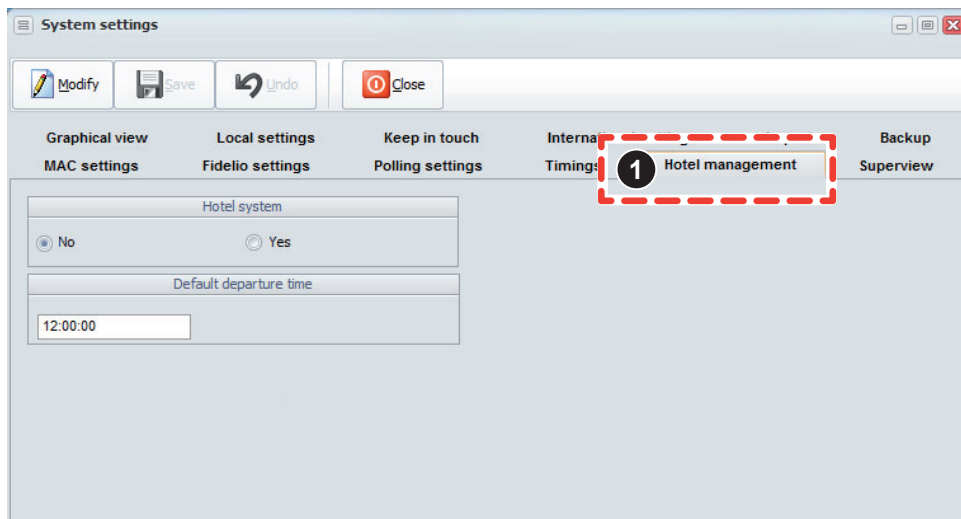 System settings
Modify Save Undo Close
Graphical view Local settings Keep in touch Backup
MAC settings Fidelio settings Polling settings Timings 1 Hotel management Superview
Hotel system
No Yes
Default departure time
12:00:00